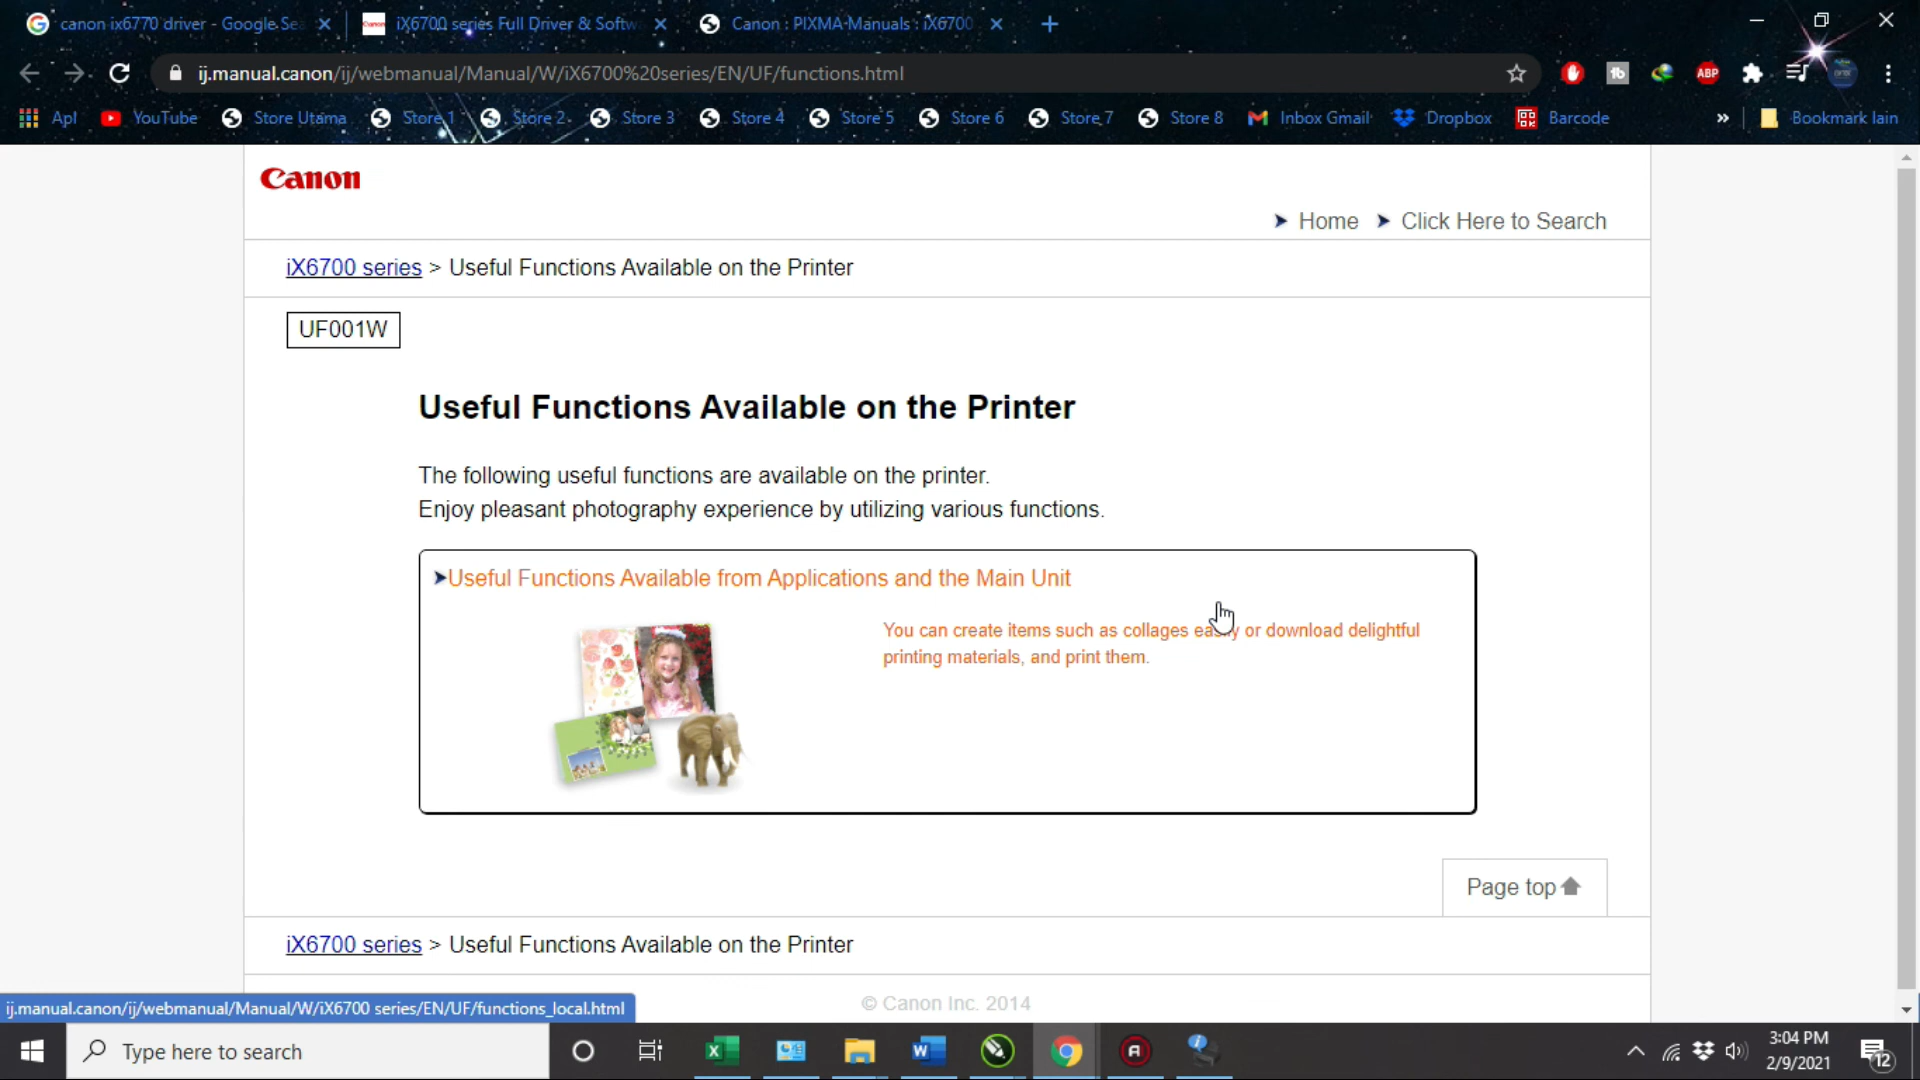 canon ix6770 driver - Google Sea
iX6700 series Full Driver & Softw
Canon : PIXMA Manuals : iX6700
ij.manual.canon/ij/webmanual/Manual/W/iX6700%20series/EN/UF/functions.html
ABP
Apl
YouTube
Store Utama
Store 1
Store 2
Store 3
Store 4
Store 5
Store 6
Store 7
Store 8
Inbox Gmail
Dropbox
Barcode
»
Bookmark lain
Canon
Home
Click Here to Search
iX6700 series > Useful Functions Available on the Printer
UF001W
Useful Functions Available on the Printer
The following useful functions are available on the printer.
Enjoy pleasant photography experience by utilizing various functions.
Useful Functions Available from Applications and the Main Unit
You can create items such as collages easily or download delightful
printing materials, and print them.
Page top
iX6700 series > Useful Functions Available on the Printer
© Canon Inc. 2014
ij.manual.canon/ij/webmanual/Manual/W/iX6700 series/EN/UF/functions_local.html
Type here to search
3:04 PM
2/9/2021
12